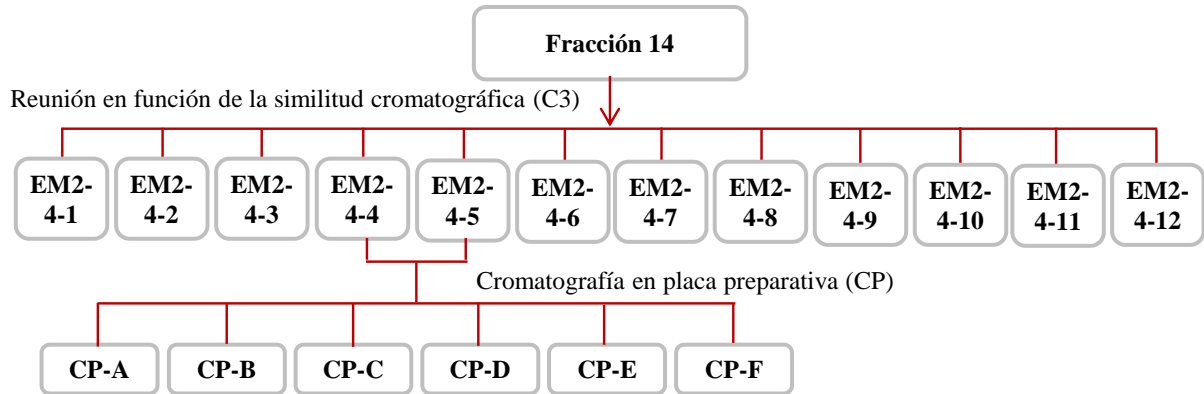 Fracción 14
Reunión en función de la similitud cromatográfica (C3)
EM2-
4-1
EM2-
4-2
EM2-
4-3
EM2-
4-4
EM2-
4-5
EM2-
4-6
EM2-
4-7
EM2-
4-8
EM2-
4-9
EM2-
4-10
EM2-
4-11
EM2-
4-12
Cromatografía en placa preparativa (CP)
CP-A
CP-B
CP-C
CP-D
CP-E
CP-F